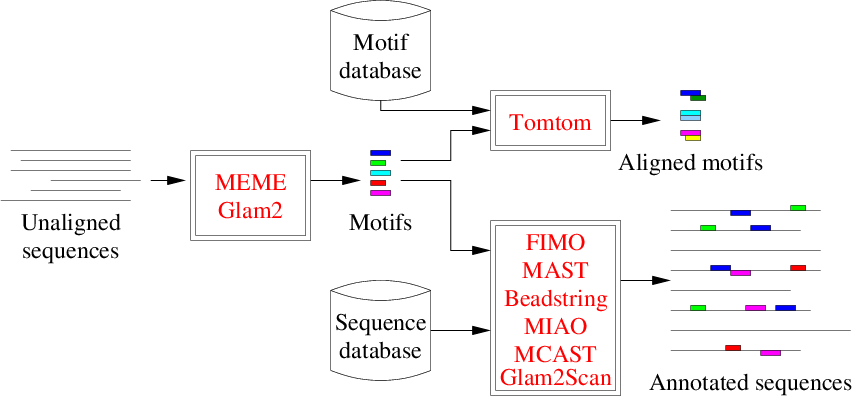 Motif
database
Tomtom
Aligned motifs
MEME
Glam2
Unaligned
sequences
Motifs
FIMO
MAST
Beadstring
MIAO
MCAST
Glam2Scan
Sequence
database
Annotated sequences